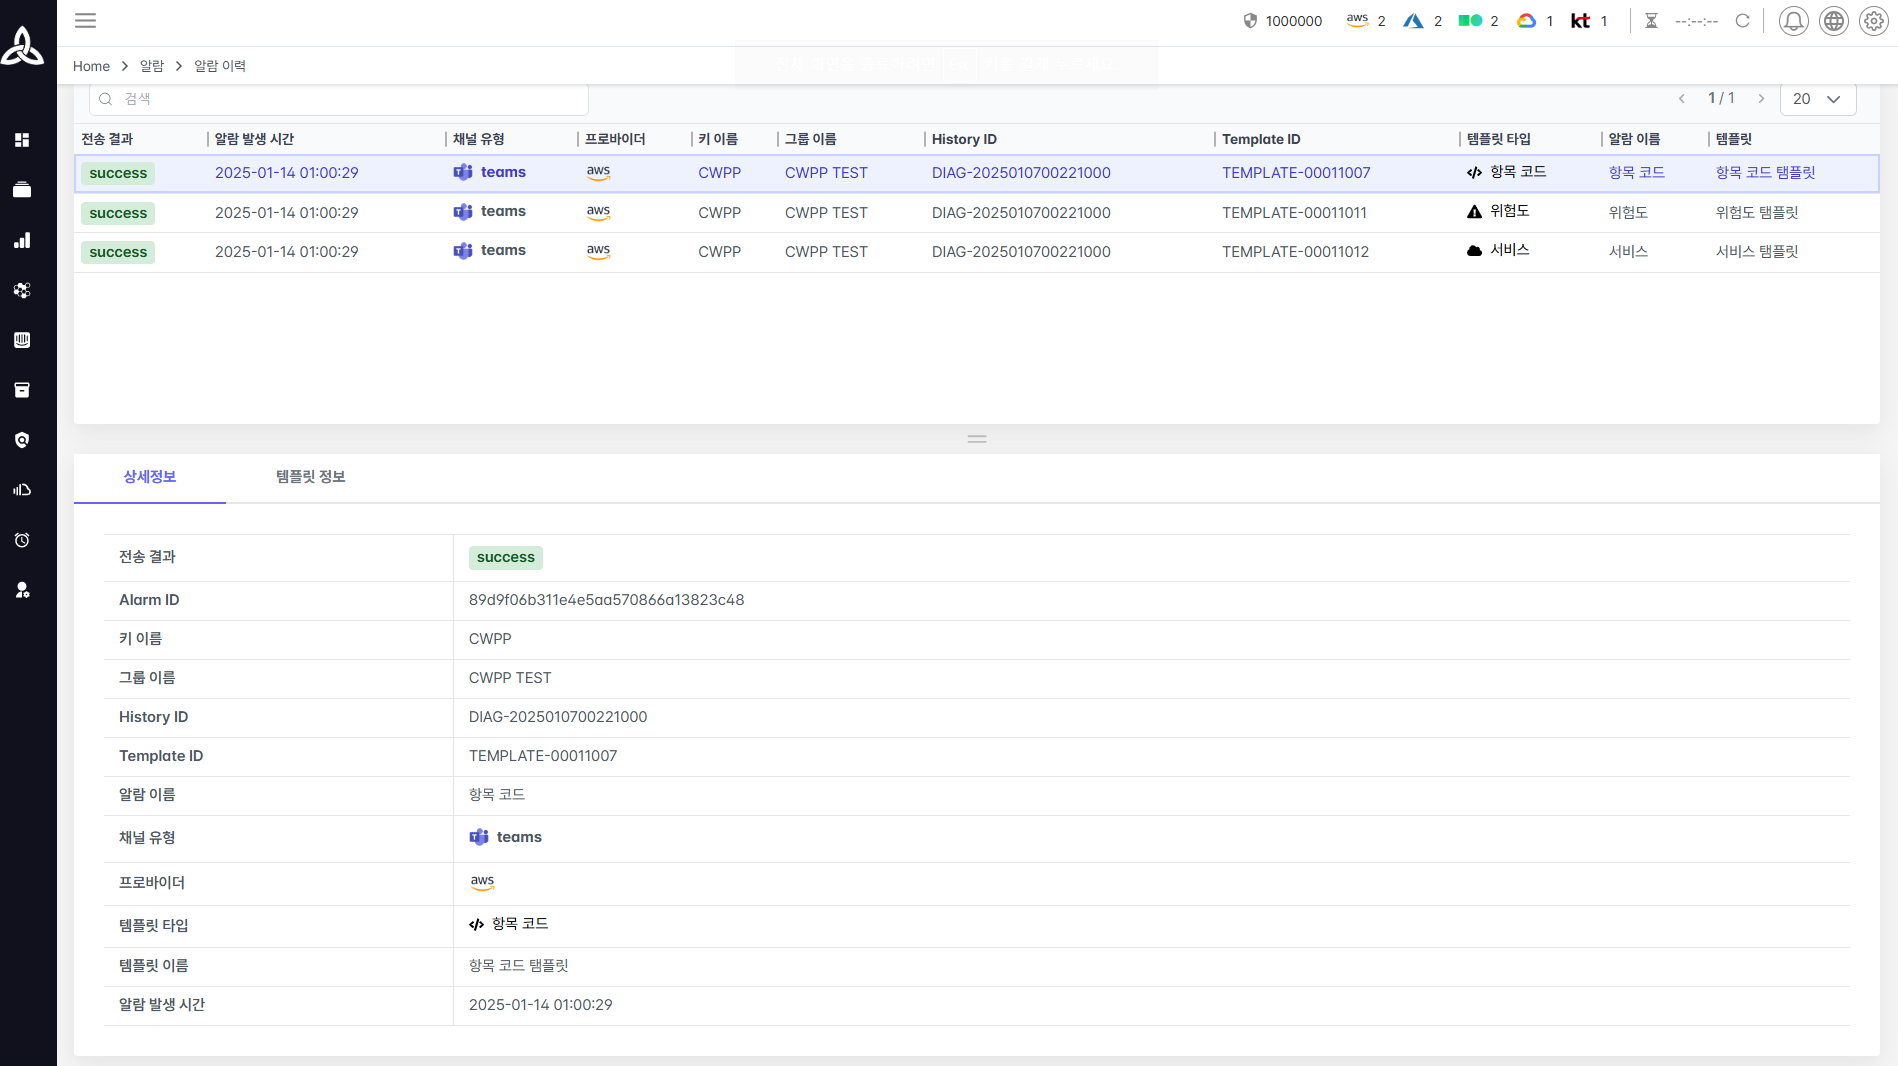 1000000 aws 2 2 2 1 kt 1 --:--:--
Home > 알람 > 알람 이력
검색
< 1 / 1 > 20
전송 결과 알람 발생 시간 채널 유형 프로바이더 키 이름 그룹 이름 History ID Template ID 템플릿 타입 알람 이름 템플릿
success 2025-01-14 01:00:29 teams aws CWPP CWPP TEST DIAG-2025010700221000 TEMPLATE-00011007 항목 코드 항목 코드 항목 코드 탬플릿
success 2025-01-14 01:00:29 teams aws CWPP CWPP TEST DIAG-2025010700221000 TEMPLATE-00011011 위험도 위험도 위험도 탬플릿
success 2025-01-14 01:00:29 teams aws CWPP CWPP TEST DIAG-2025010700221000 TEMPLATE-00011012 서비스 서비스 서비스 탬플릿
상세정보 템플릿 정보
전송 결과 success
Alarm ID 89d9f06b311e4e5aa570866a13823c48
키 이름 CWPP
그룹 이름 CWPP TEST
History ID DIAG-2025010700221000
Template ID TEMPLATE-00011007
알람 이름 항목 코드
채널 유형 teams
프로바이더 aws
템플릿 타입 항목 코드
템플릿 이름 항목 코드 탬플릿
알람 발생 시간 2025-01-14 01:00:29